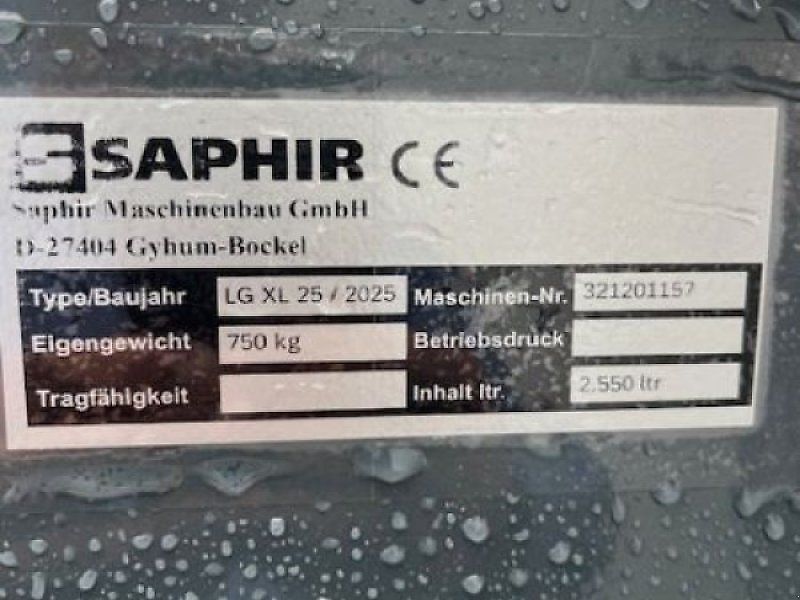 SAPHIR CE
Saphir Maschinenbau GmbH
D-27404 Gyhum-Bockel
Type/Baujahr LG XL 25 / 2025 Maschinen-Nr. 321201157
Eigengewicht 750 kg Betriebsdruck
Tragfähigkeit Inhalt ltr. 2.550 ltr